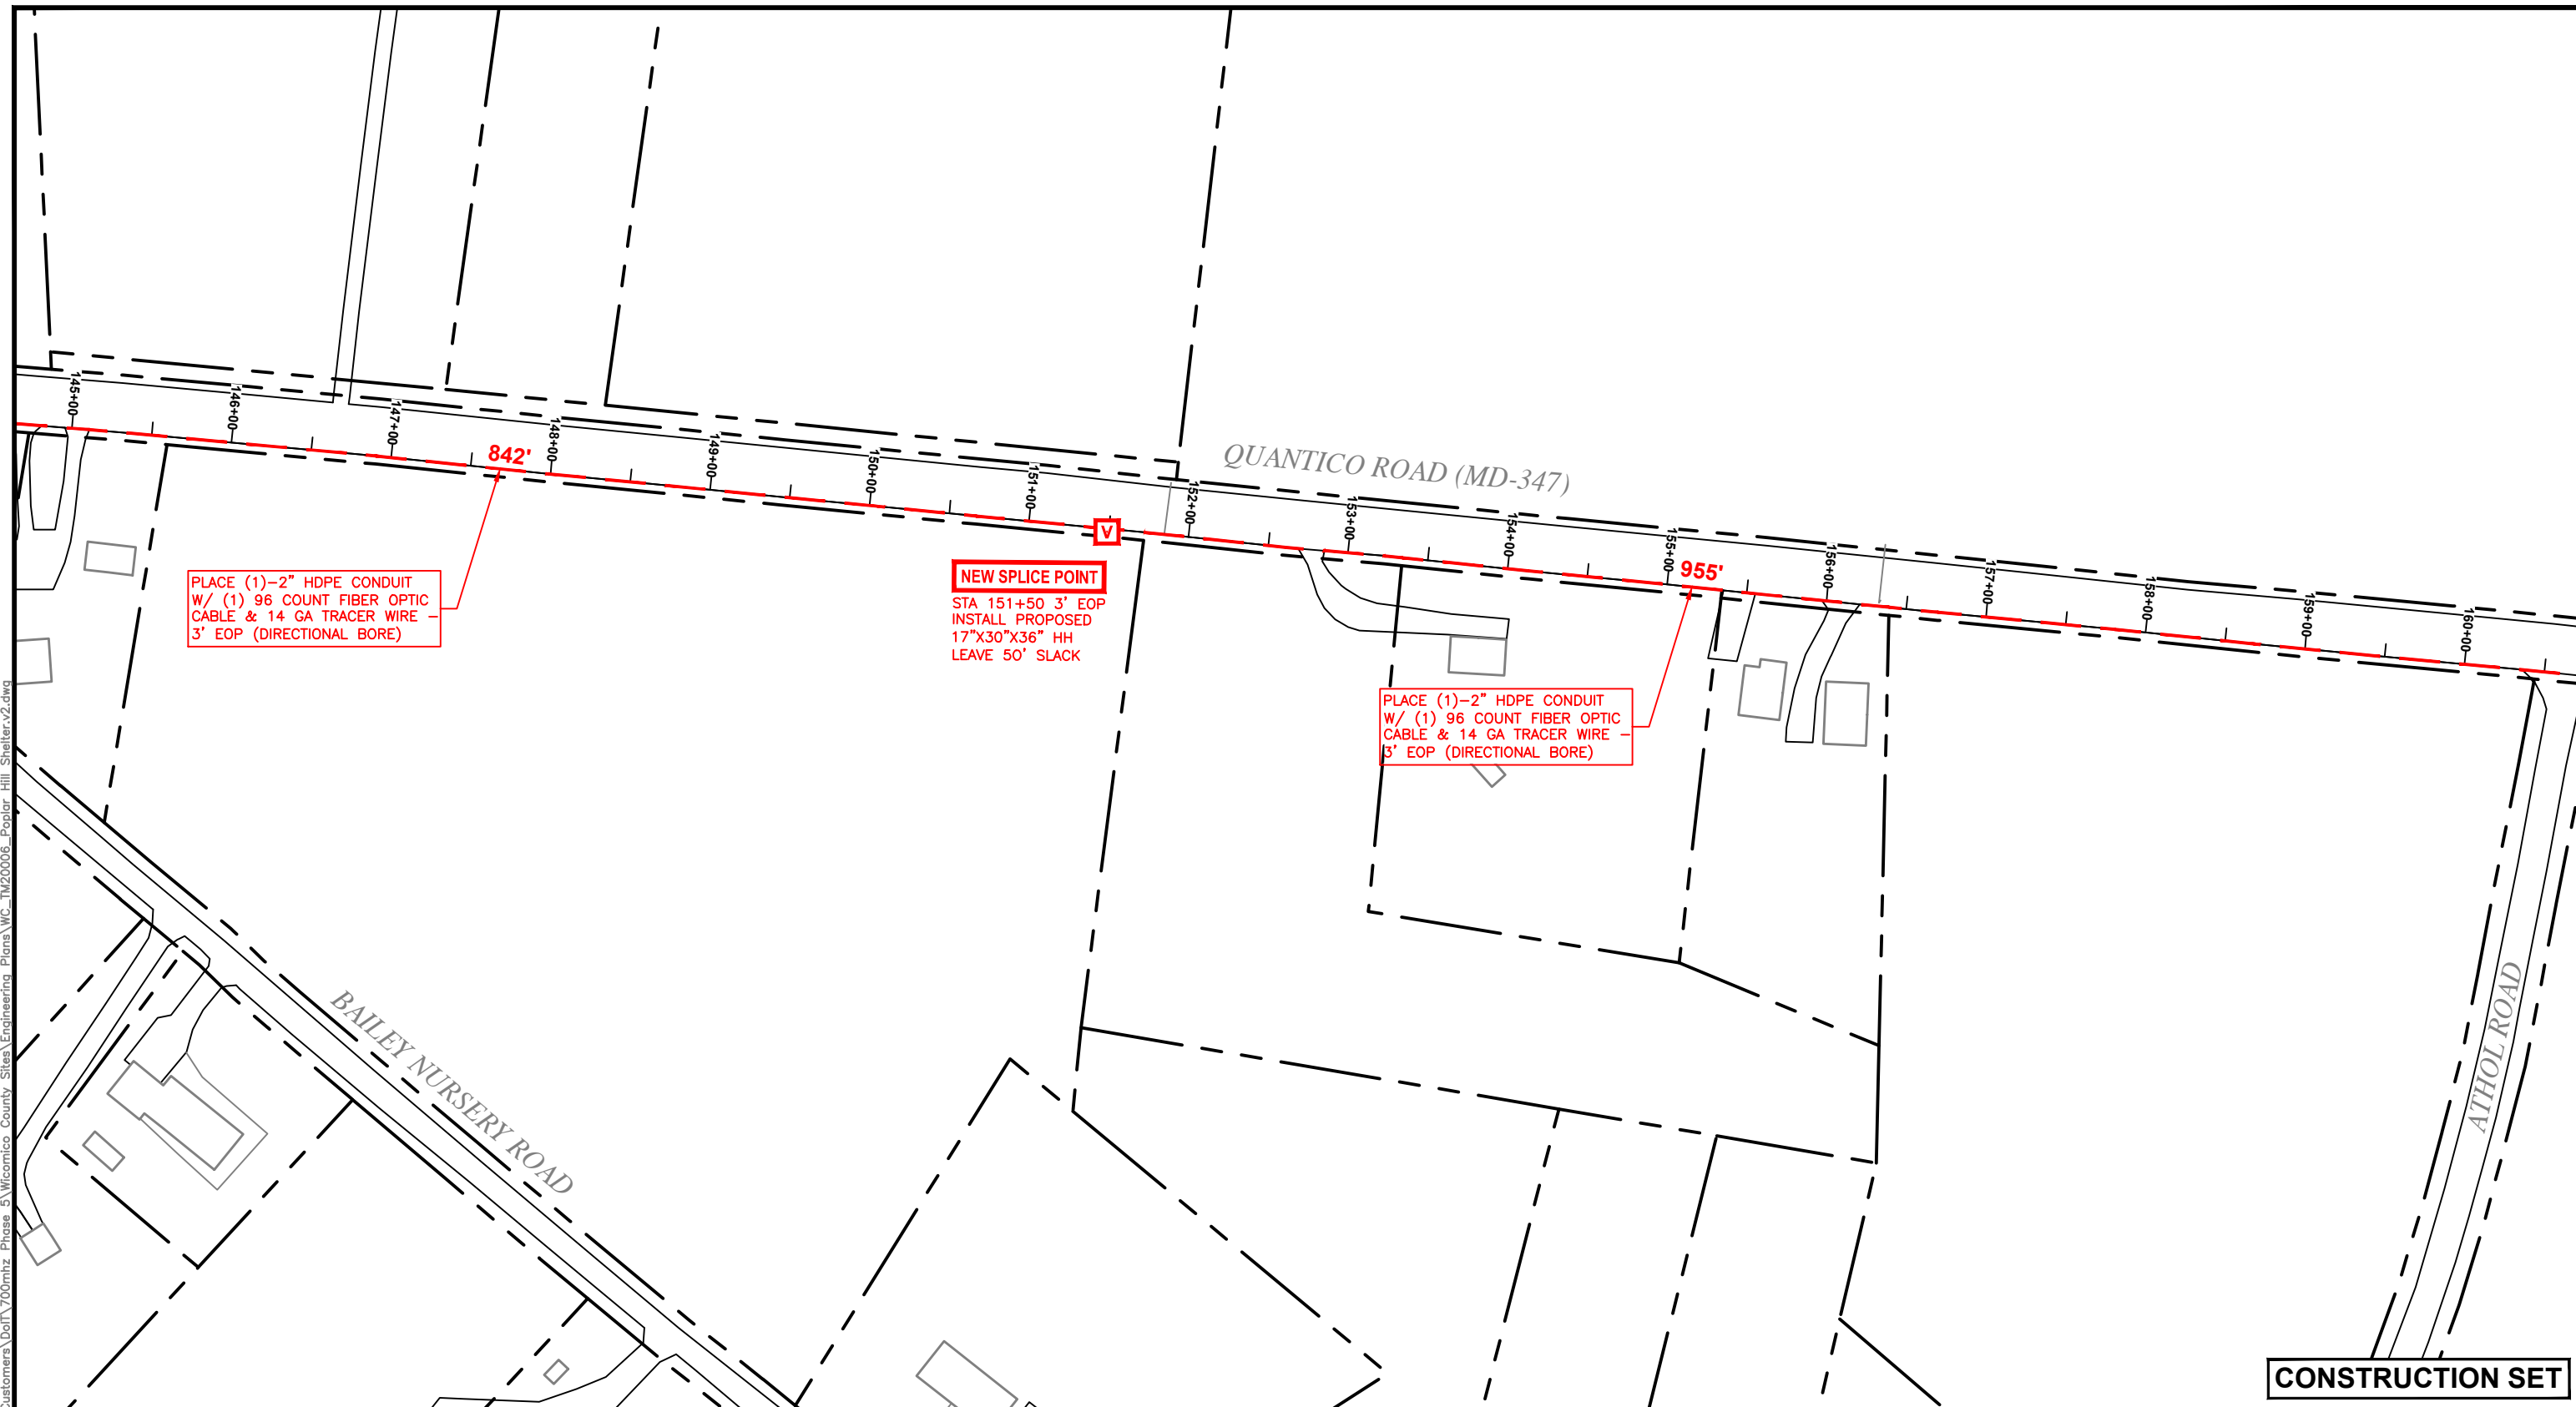 145+00
146+00
147+00
148+00
149+00
150+00
151+00
152+00
153+00
154+00
155+00
156+00
157+00
158+00
159+00
160+00
842'
QUANTICO ROAD (MD-347)
955'
V
PLACE (1)-2" HDPE CONDUIT
W/ (1) 96 COUNT FIBER OPTIC
CABLE & 14 GA TRACER WIRE -
3' EOP (DIRECTIONAL BORE)
NEW SPLICE POINT
STA 151+50 3' EOP
INSTALL PROPOSED
17"X30"X36" HH
LEAVE 50' SLACK
PLACE (1)-2" HDPE CONDUIT
W/ (1) 96 COUNT FIBER OPTIC
CABLE & 14 GA TRACER WIRE -
3' EOP (DIRECTIONAL BORE)
BAILEY NURSERY ROAD
ATHOL ROAD
Customers\DoIT\700mhz Phase 5\Wicomico County Sites\Engineering Plans\WC_TM20006_Poplar Hill Shelter.v2.dwg
CONSTRUCTION SET